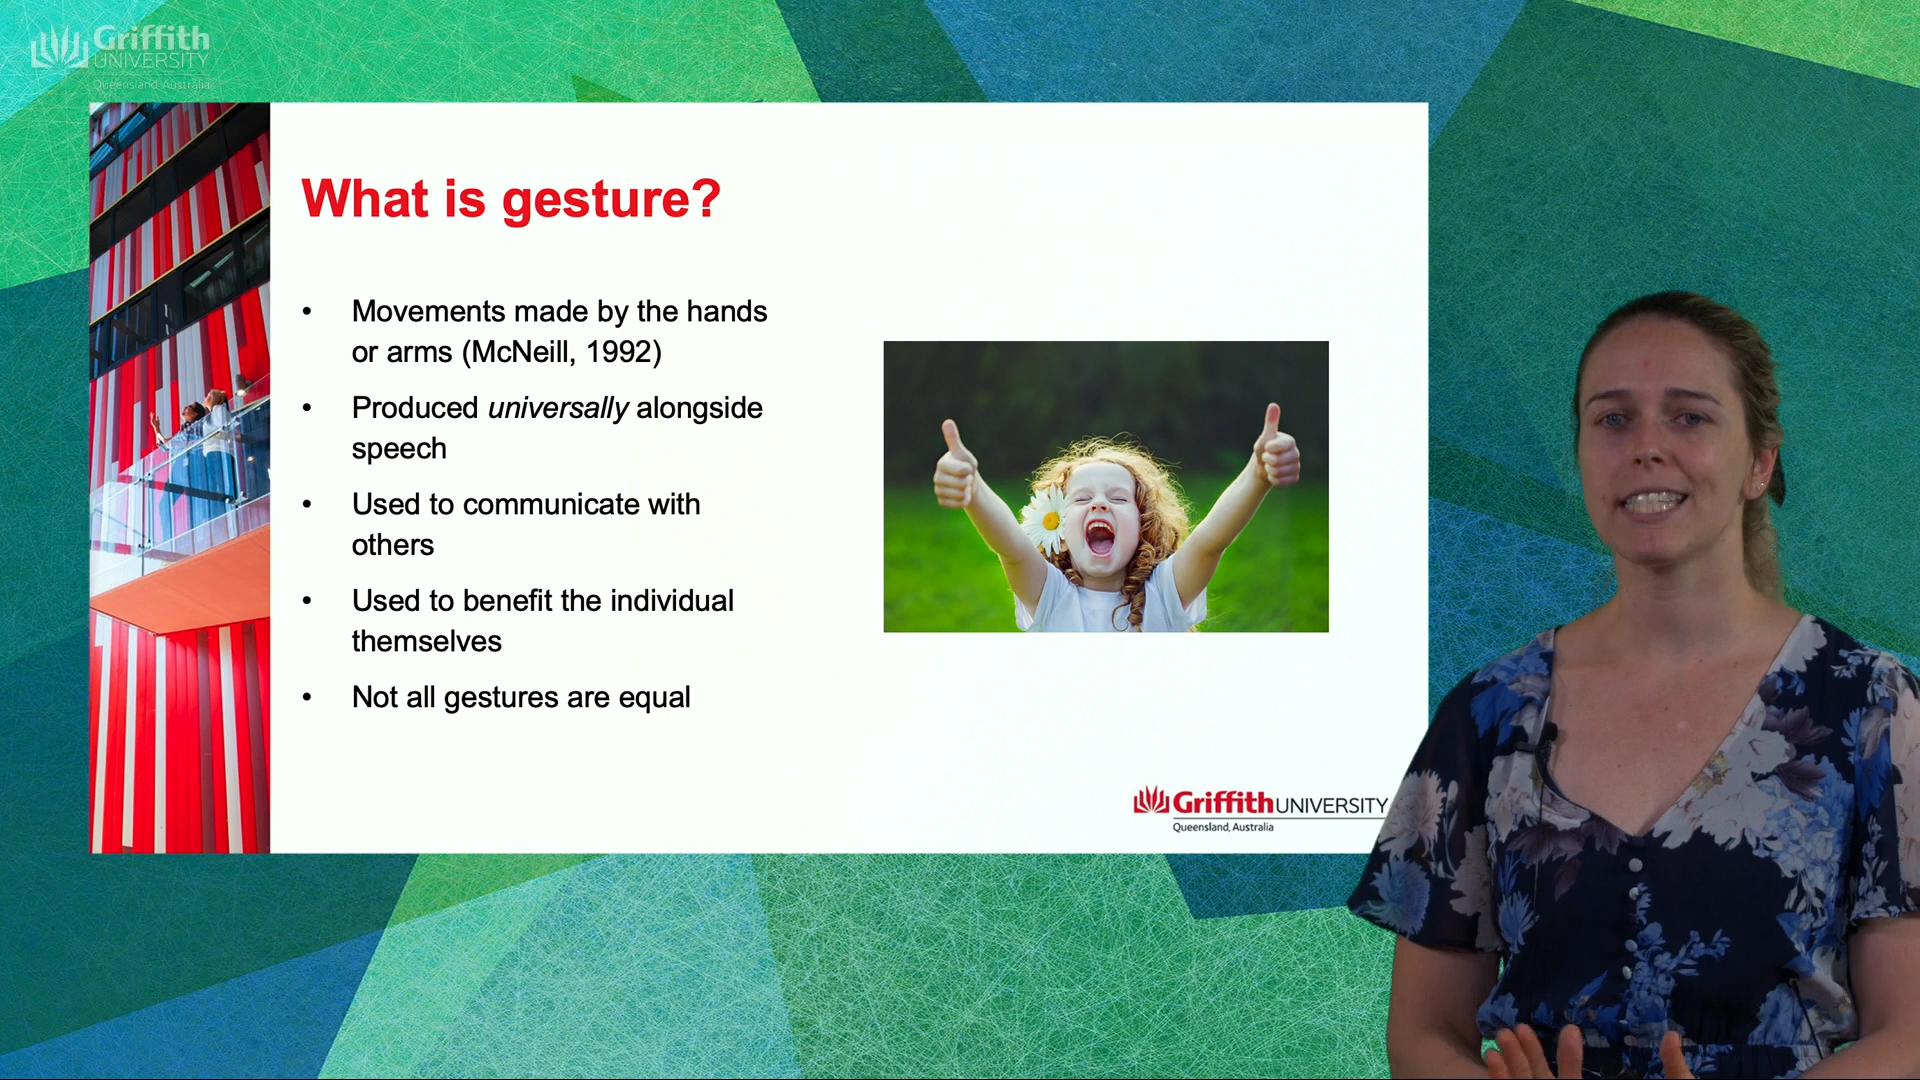 Griffith
UNIVERSITY
Queensland Australia
What is gesture?
• Movements made by the hands
or arms (McNeill, 1992)
• Produced universally alongside
speech
• Used to communicate with
others
• Used to benefit the individual
themselves
• Not all gestures are equal
Griffith UNIVERSITY
Queensland, Australia